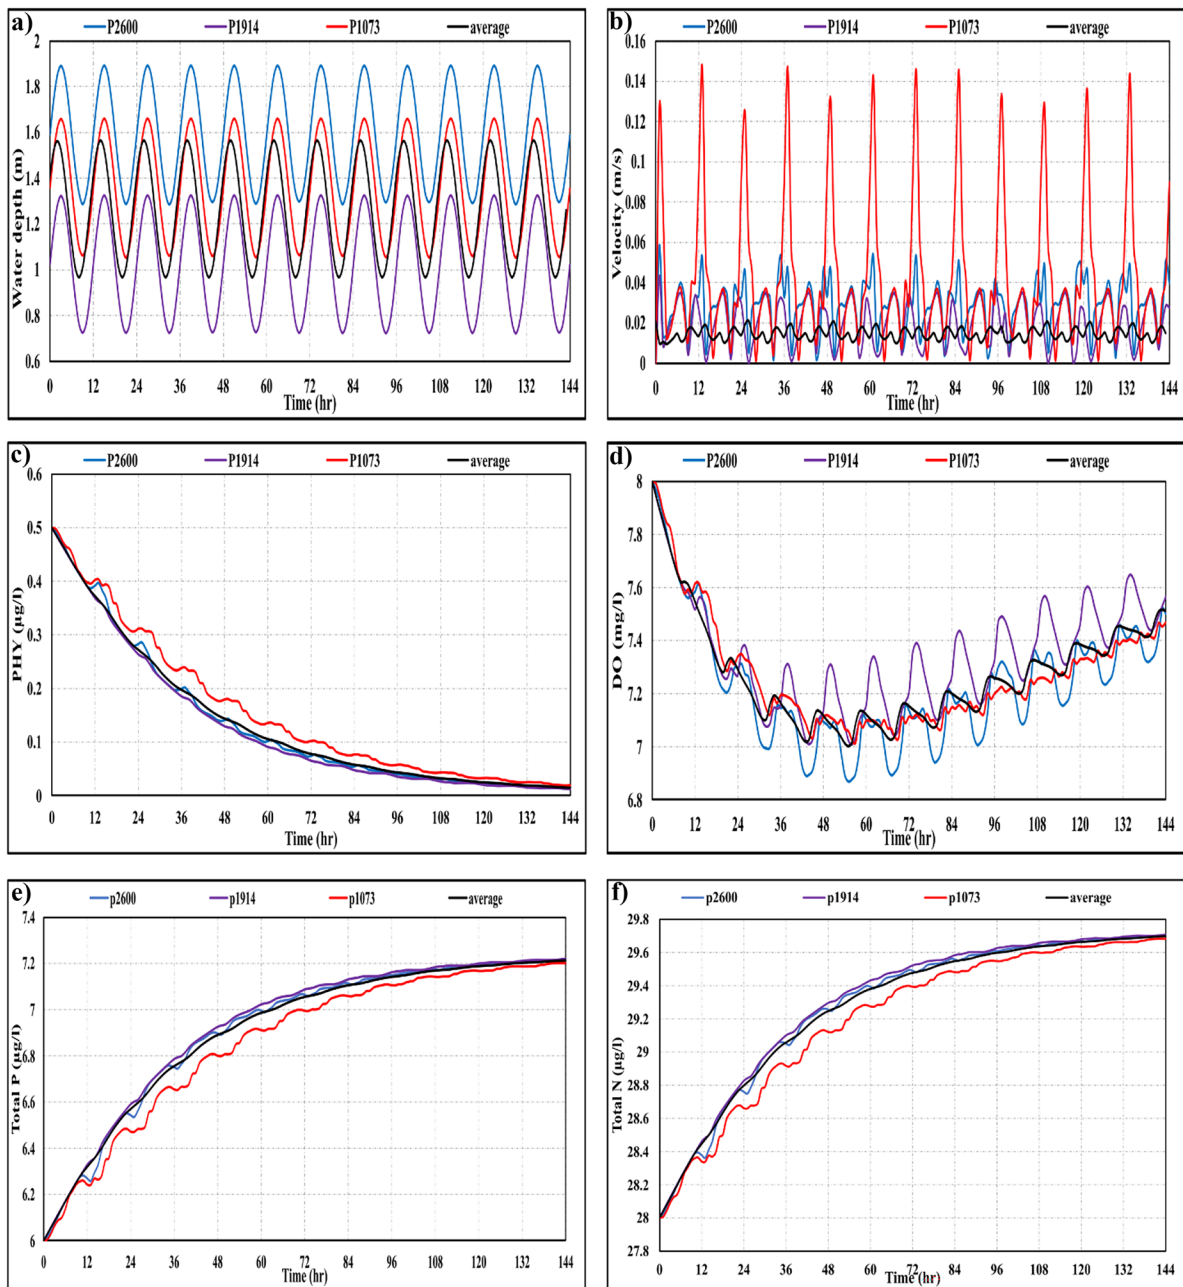 a)
P2600 P1914 P1073 average
2
1.8
1.6
1.4
1.2
1
0.8
0.6
Water depth (m)
0 12 24 36 48 60 72 84 96 108 120 132 144
Time (hr)
b)
P2600 P1914 P1073 average
0.16
0.14
0.12
0.1
0.08
0.06
0.04
0.02
0
Velocity (m/s)
0 12 24 36 48 60 72 84 96 108 120 132 144
Time (hr)
c)
P2600 P1914 P1073 average
0.6
0.5
0.4
0.3
0.2
0.1
0
PHY (µg/l)
0 12 24 36 48 60 72 84 96 108 120 132 144
Time (hr)
d)
P2600 P1914 P1073 average
8
7.8
7.6
7.4
7.2
7
6.8
DO (mg/l)
0 12 24 36 48 60 72 84 96 108 120 132 144
Time (hr)
e)
p2600 p1914 p1073 average
7.4
7.2
7
6.8
6.6
6.4
6.2
6
Total P (µg/l)
0 12 24 36 48 60 72 84 96 108 120 132 144
Time (hr)
f)
p2600 p1914 p1073 average
29.8
29.6
29.4
29.2
29
28.8
28.6
28.4
28.2
28
27.8
Total N (µg/l)
0 12 24 36 48 60 72 84 96 108 120 132 144
Time (hr)